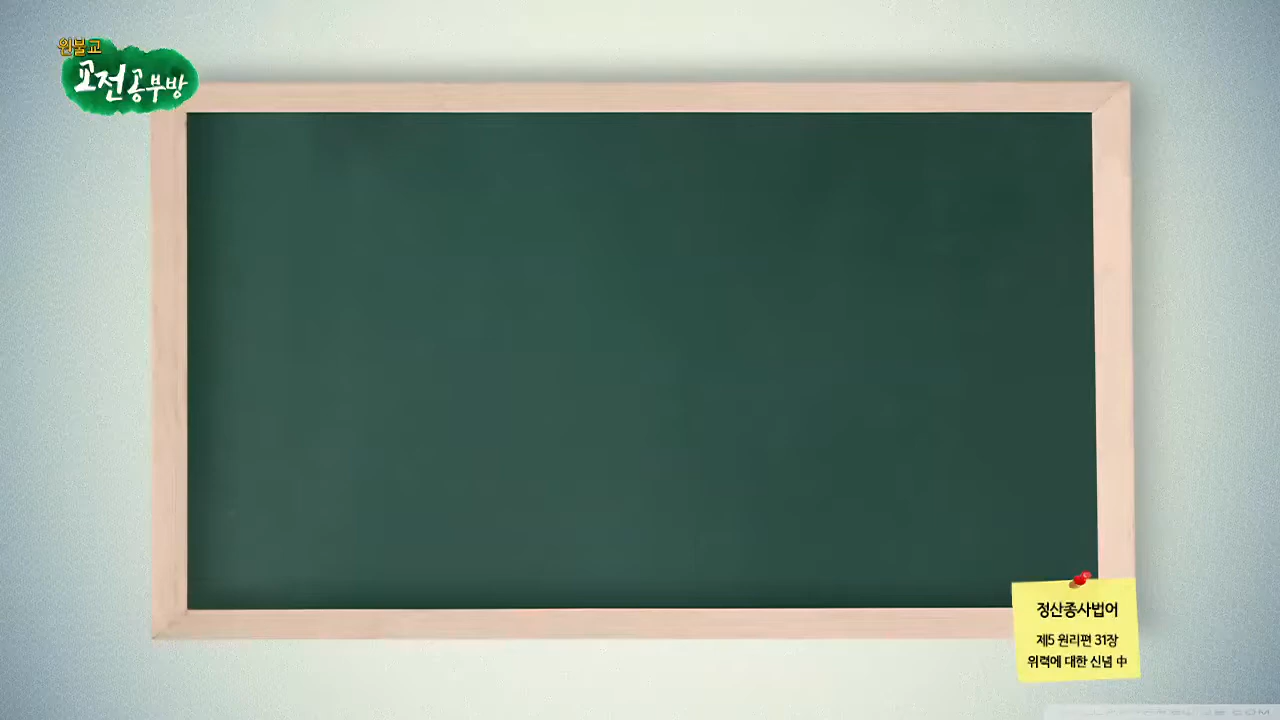 원불교
교전공부방
정산종사법어
제5 원리편 31장
위력에 대한 신념 中